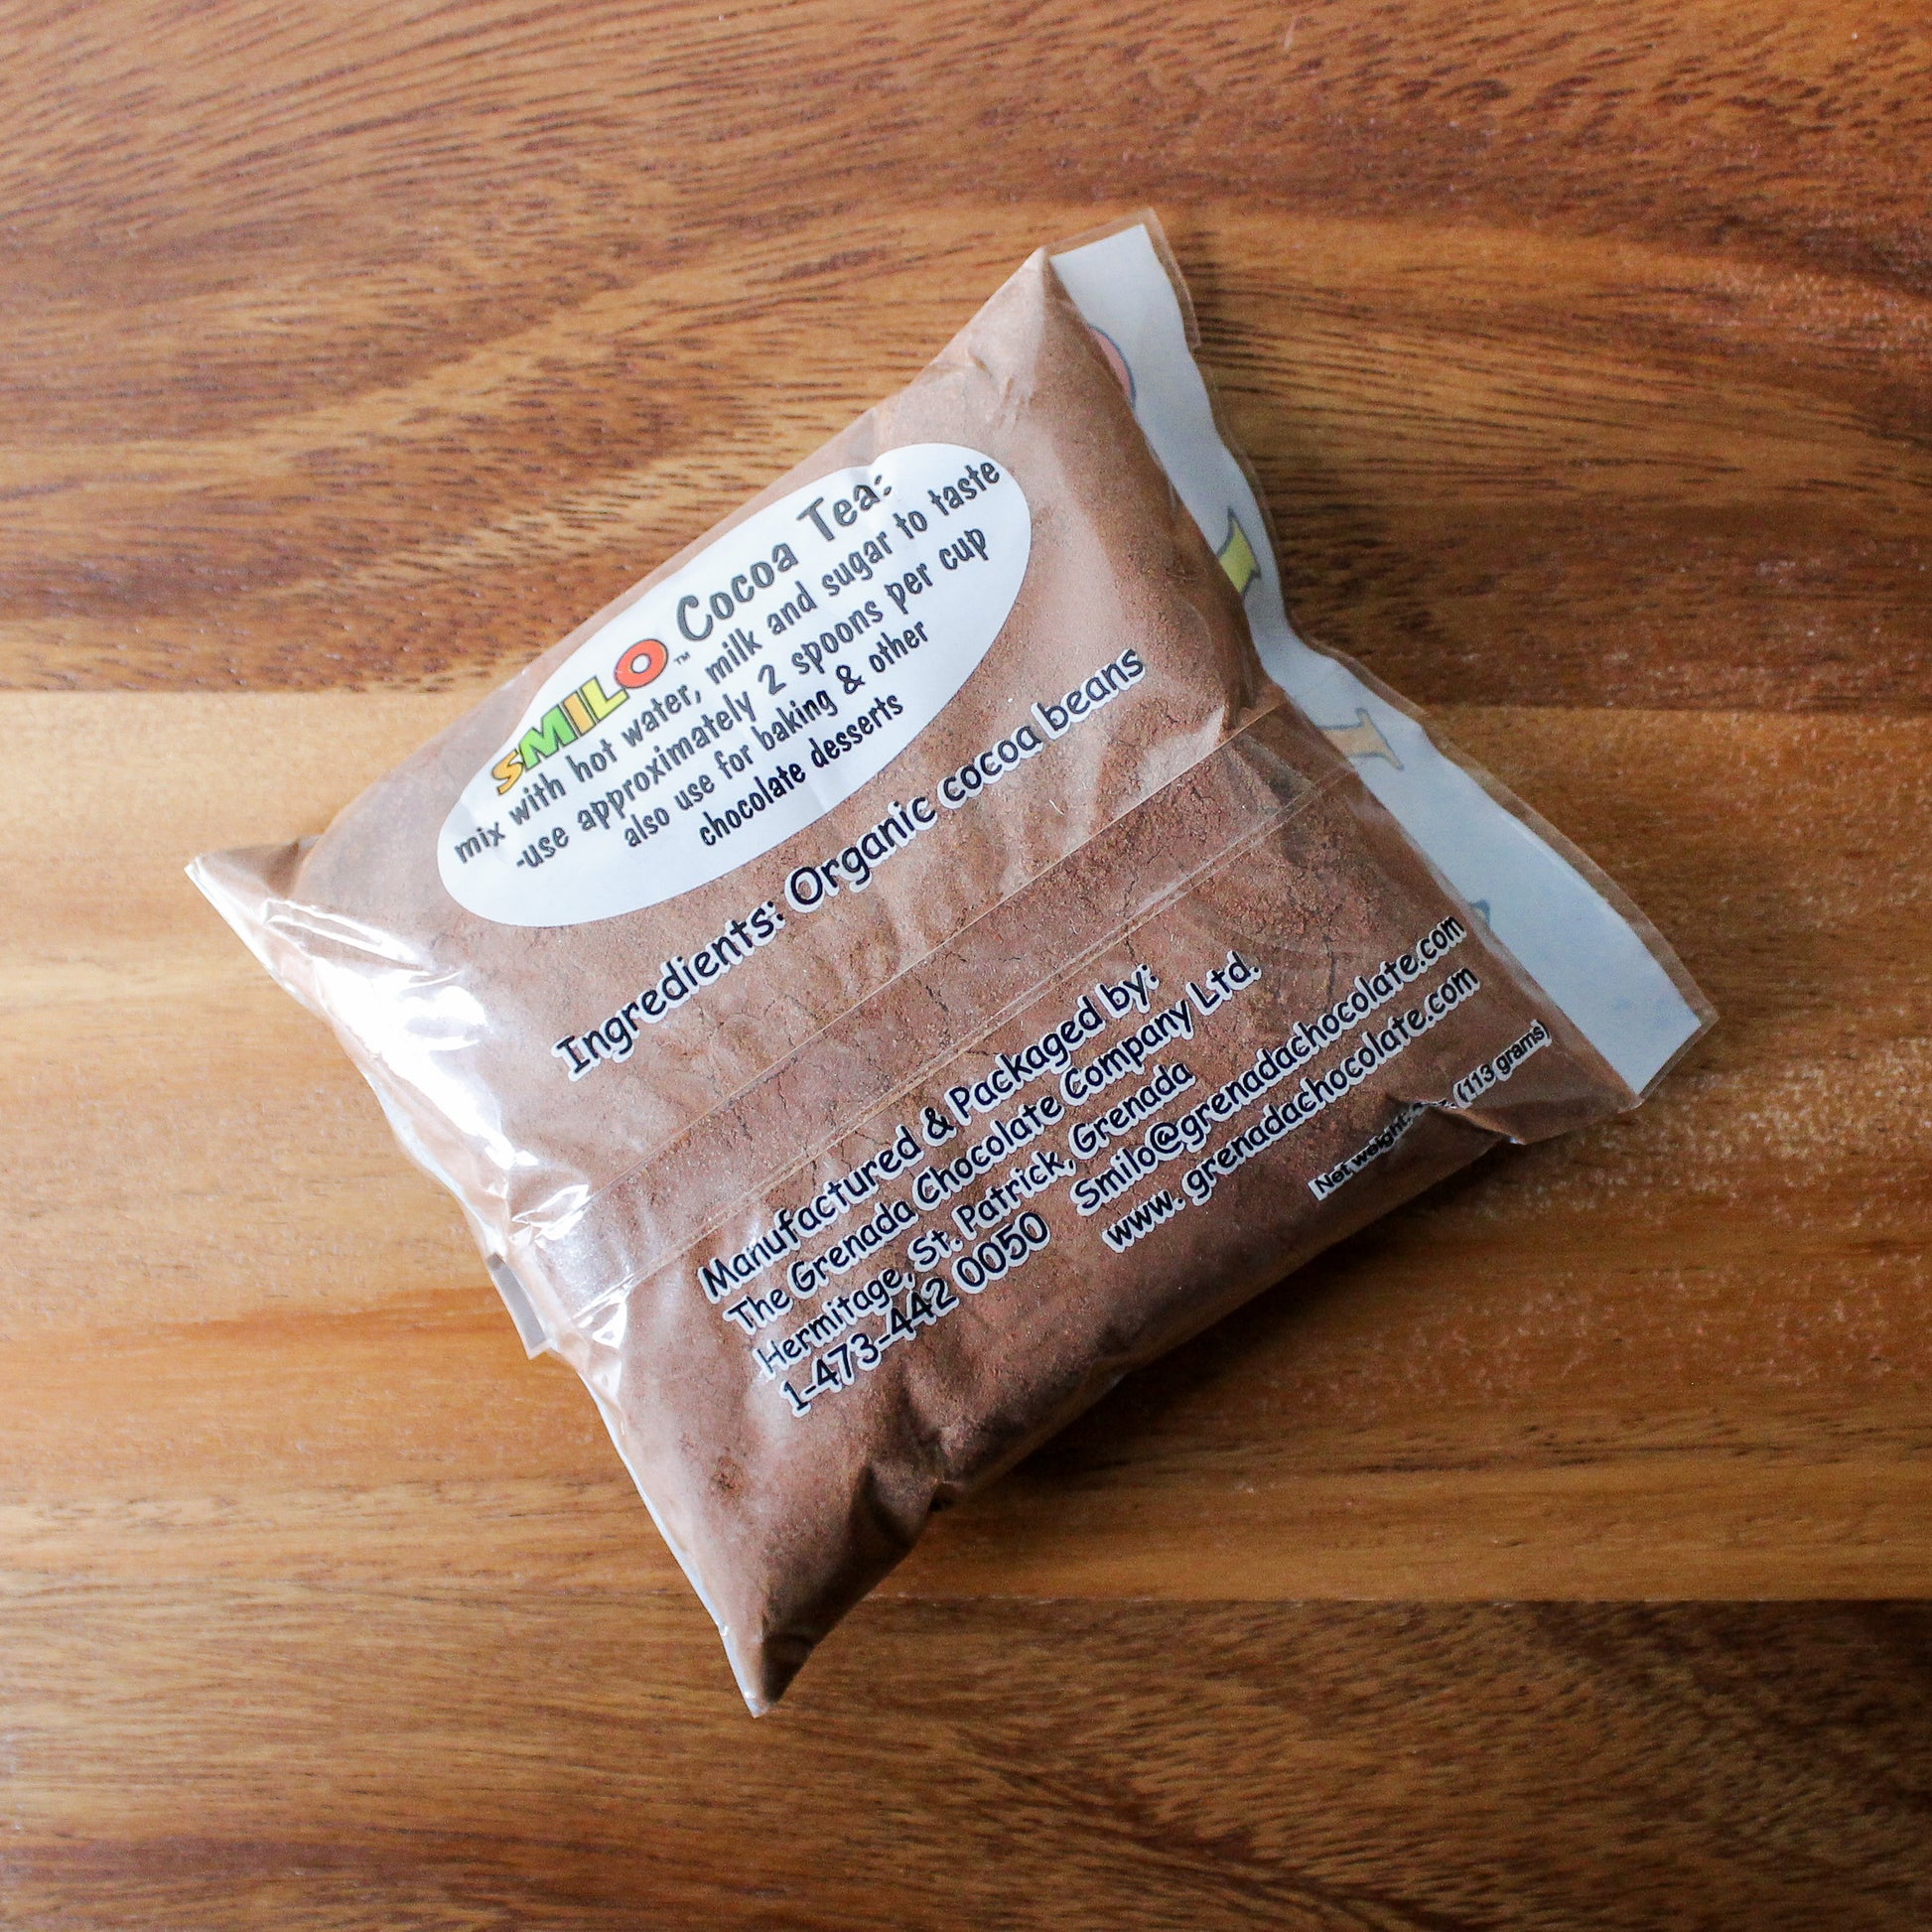 SMILO™ Cocoa Tea:
mix with hot water, milk and sugar to taste
-use approximately 2 spoons per cup
also use for baking & other
chocolate desserts
Ingredients: Organic cocoa beans
Manufactured & Packaged by:
The Grenada Chocolate Company Ltd.
Hermitage, St. Patrick, Grenada
1-473-442 0050
Smilo@grenadachocolate.com
www. grenadachocolate.com
Net weight: (113 grams)